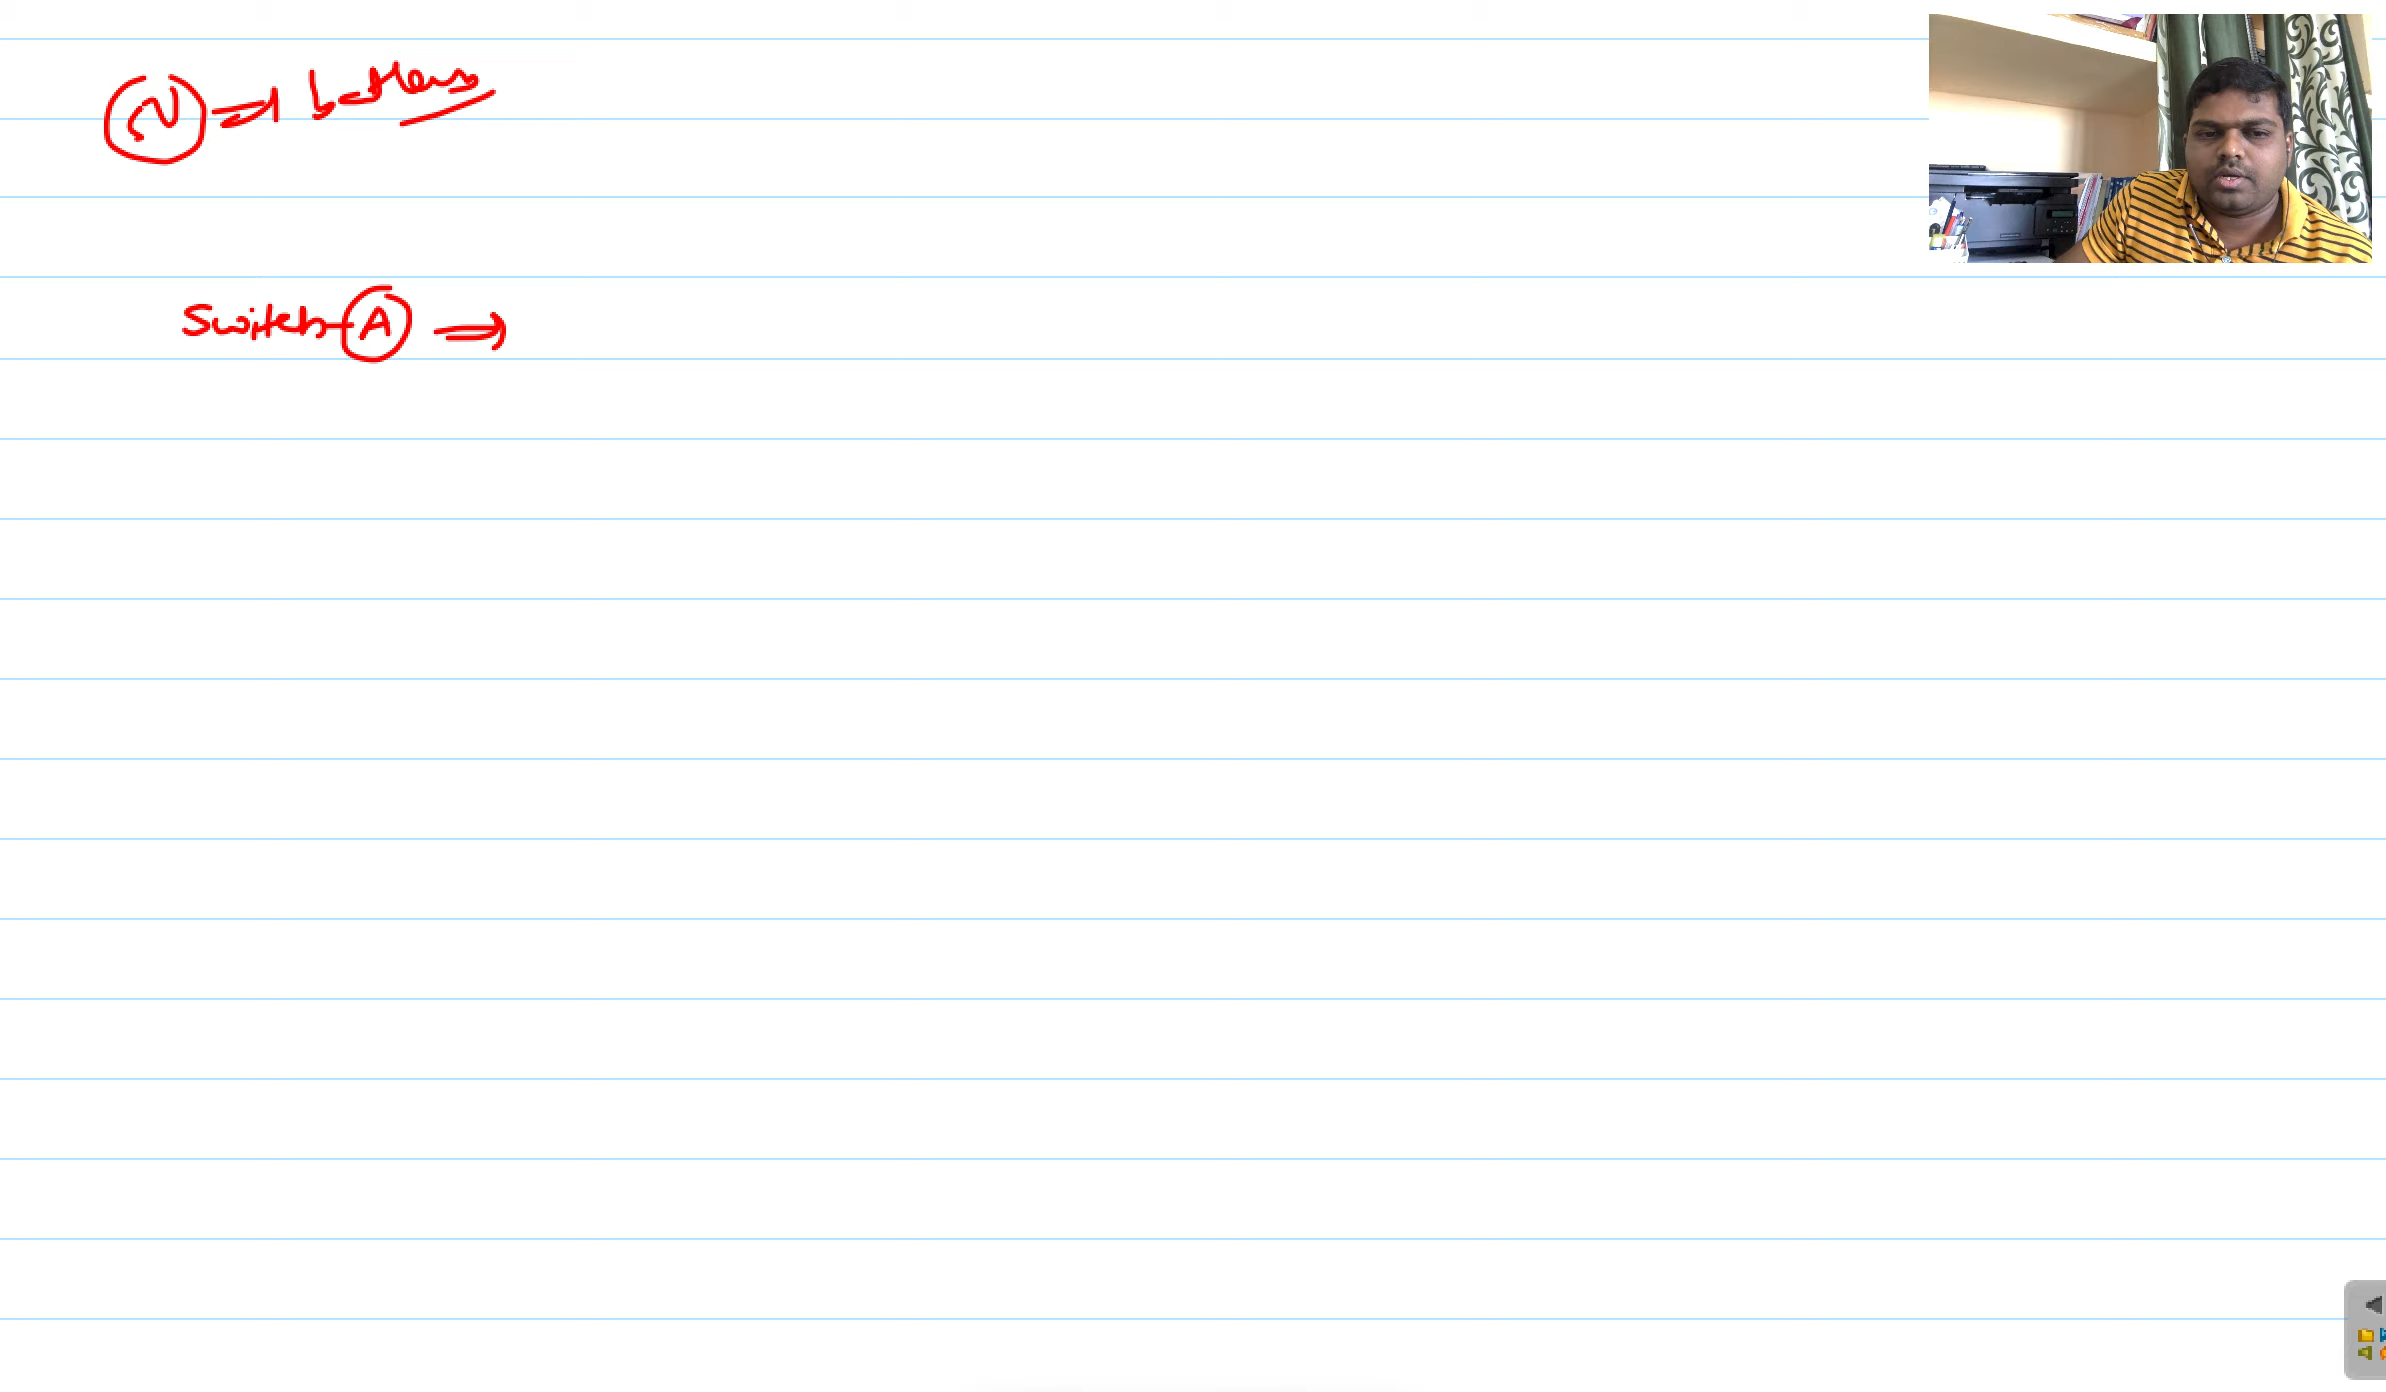 N ⇒ battery
Switch-A ⇒